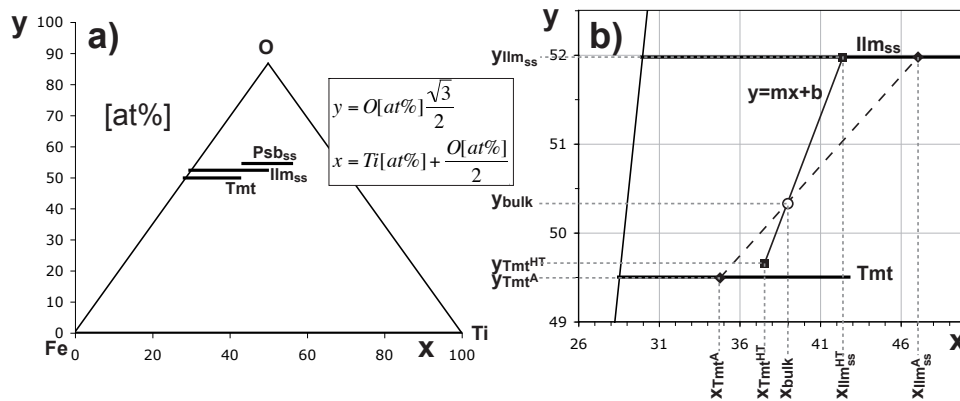 y
100
90
80
70
60
50
40
30
20
10
0
a)
O
[at%]
Psbss
Ilmss
Tmt
y = O[at%] √3/2
x = Ti[at%] + O[at%]/2
Fe
Ti
0 20 40 60 80 100
x
y
b)
yIlmss
52
Ilmss
51
y=mx+b
ybulk
50
yTmtHT
yTmtA
Tmt
49
26 31 36 41 46
x
xTmtA
xTmtHT
xbulk
xIlmssHT
xIlmssA